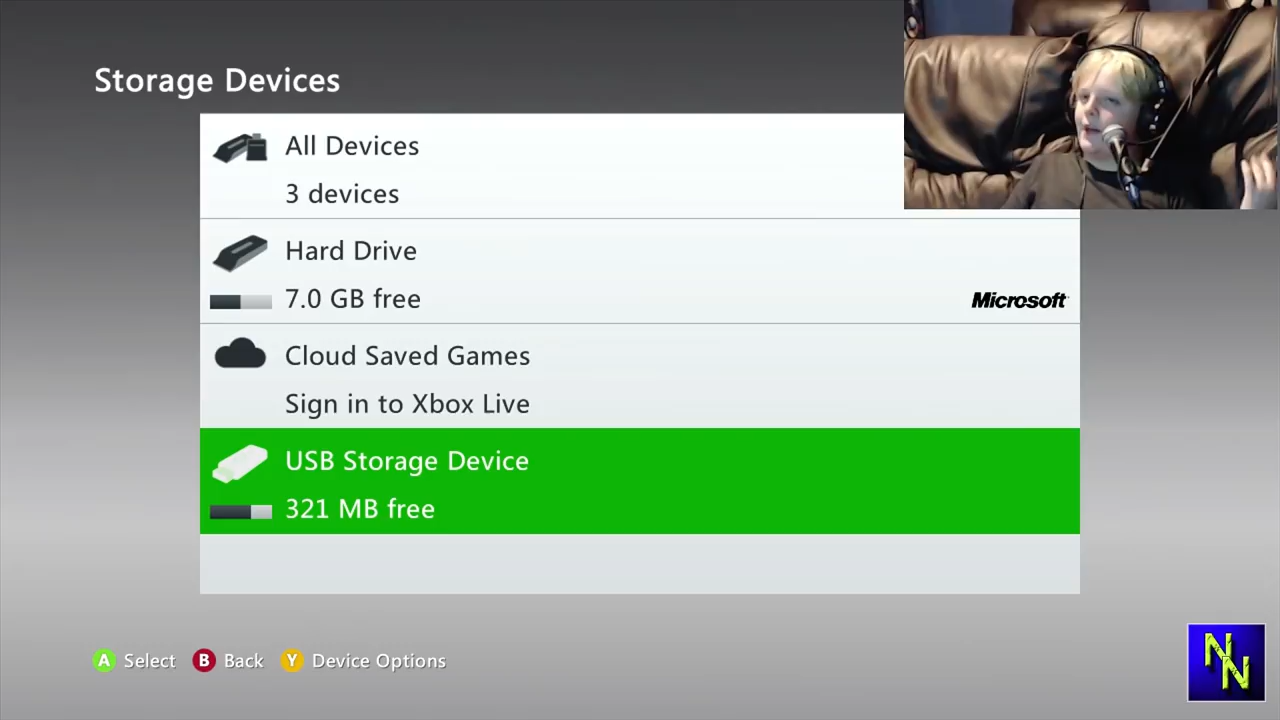 Storage Devices
All Devices
3 devices
Hard Drive
7.0 GB free
Microsoft
Cloud Saved Games
Sign in to Xbox Live
USB Storage Device
321 MB free
A Select B Back Y Device Options
N
N